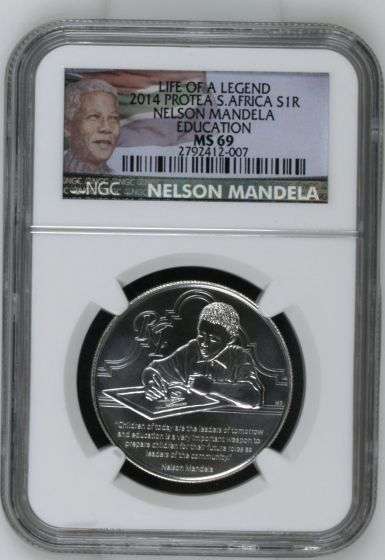 LIFE OF A LEGEND
2014 PROTEA S.AFRICA S1R
NELSON MANDELA
EDUCATION
MS 69
2792412-007
NGC NELSON MANDELA
"Children of today are the leaders of tomorrow
and education is a very important weapon to
prepare children for their future roles as
leaders of the community."
Nelson Mandela